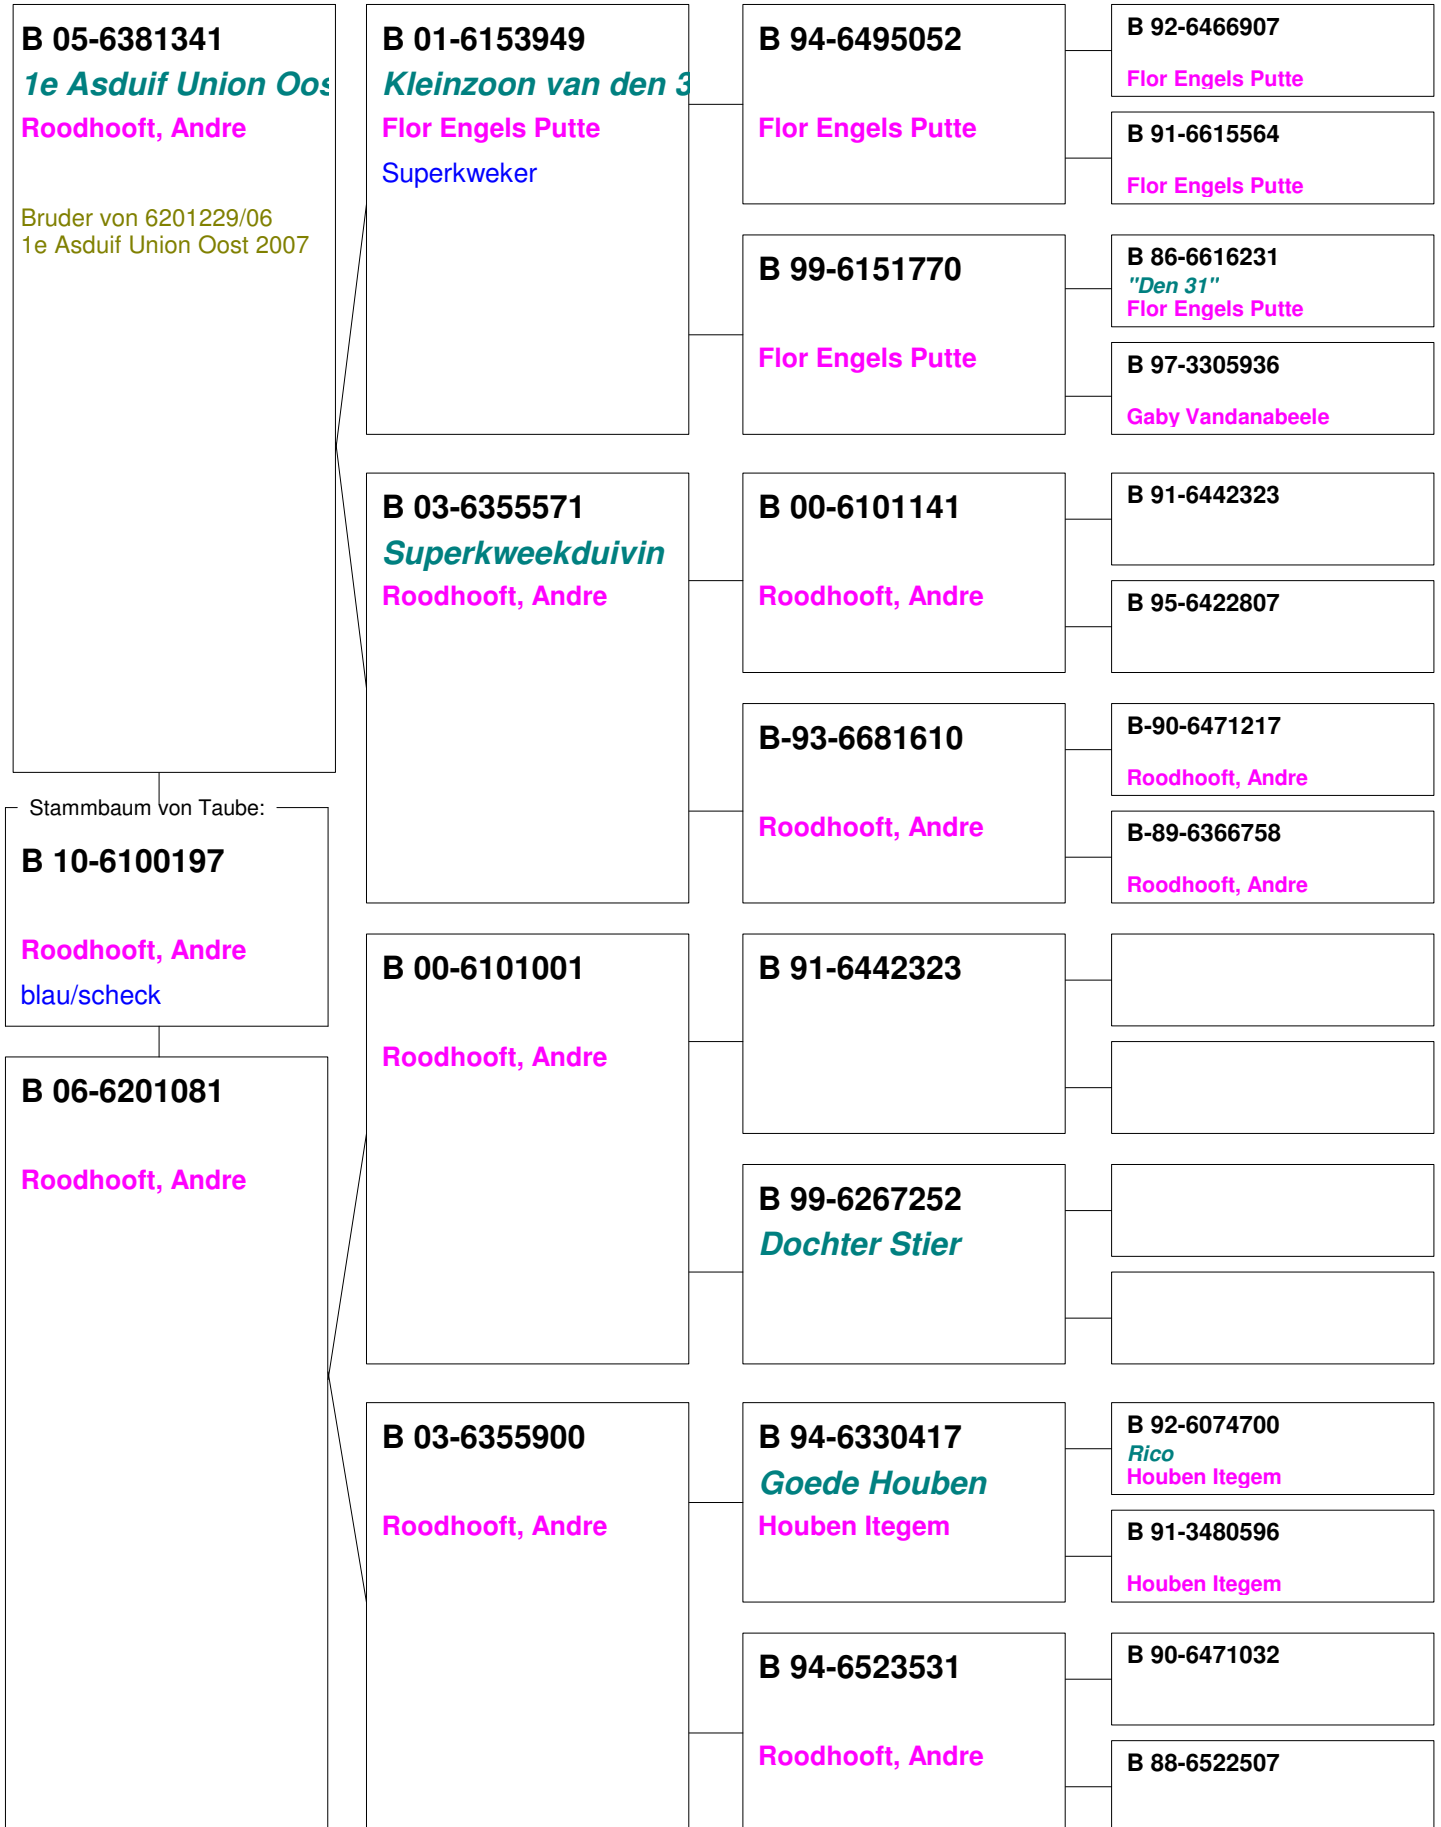 B 05-6381341
1e Asduif Union Oos
Roodhooft, Andre
Bruder von 6201229/06
1e Asduif Union Oost 2007
Stammbaum von Taube:
B 10-6100197
Roodhooft, Andre
blau/scheck
B 06-6201081
Roodhooft, Andre
B 01-6153949
Kleinzoon van den 3
Flor Engels Putte
Superkweker
B 03-6355571
Superkweekduivin
Roodhooft, Andre
B 00-6101001
Roodhooft, Andre
B 03-6355900
Roodhooft, Andre
B 94-6495052
Flor Engels Putte
B 99-6151770
Flor Engels Putte
B 00-6101141
Roodhooft, Andre
B-93-6681610
Roodhooft, Andre
B 91-6442323
B 99-6267252
Dochter Stier
B 94-6330417
Goede Houben
Houben Itegem
B 94-6523531
Roodhooft, Andre
B 92-6466907
Flor Engels Putte
B 91-6615564
Flor Engels Putte
B 86-6616231
"Den 31"
Flor Engels Putte
B 97-3305936
Gaby Vandanabeele
B 91-6442323
B 95-6422807
B-90-6471217
Roodhooft, Andre
B-89-6366758
Roodhooft, Andre
B 92-6074700
Rico
Houben Itegem
B 91-3480596
Houben Itegem
B 90-6471032
B 88-6522507